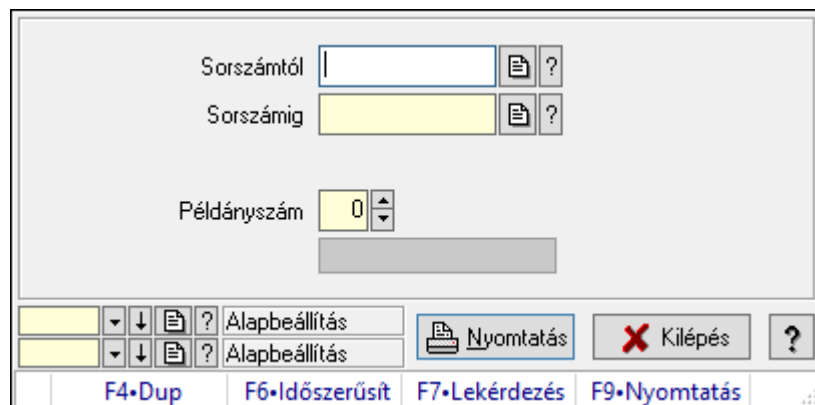 Sorszámtól ?
Sorszámig ?
Példányszám 0
? Alapbeállítás
? Alapbeállítás
Nyomtatás Kilépés ?
F4•Dup F6•Időszerűsít F7•Lekérdezés F9•Nyomtatás